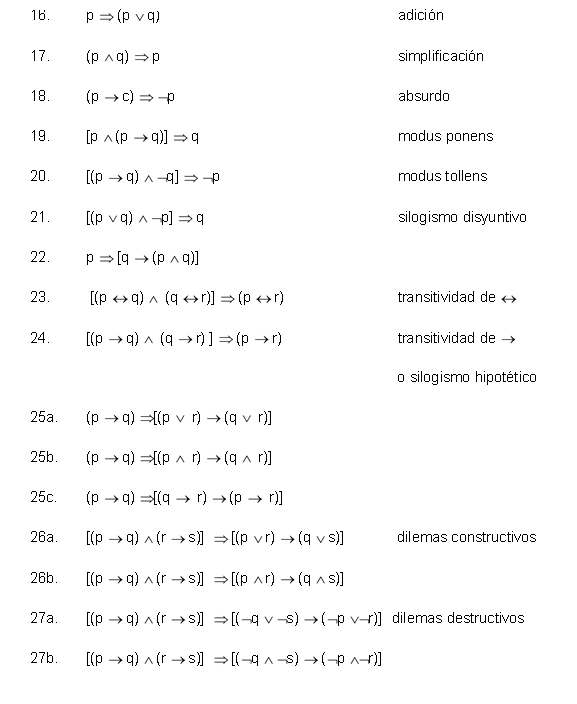 16. p ⇒ (p ∨ q) adición
17. (p ∧ q) ⇒ p simplificación
18. (p → c) ⇒ ¬p absurdo
19. [p ∧ (p → q)] ⇒ q modus ponens
20. [(p → q) ∧ ¬q] ⇒ ¬p modus tollens
21. [(p ∨ q) ∧ ¬p] ⇒ q silogismo disyuntivo
22. p ⇒ [q → (p ∧ q)]
23. [(p ↔ q) ∧ (q ↔ r)] ⇒ (p ↔ r) transitividad de ↔
24. [(p → q) ∧ (q → r) ] ⇒ (p → r) transitividad de →
o silogismo hipotético
25a. (p → q) ⇒[(p ∨ r) → (q ∨ r)]
25b. (p → q) ⇒[(p ∧ r) → (q ∧ r)]
25c. (p → q) ⇒[(q → r) → (p → r)]
26a. [(p → q) ∧ (r → s)] ⇒ [(p ∨ r) → (q ∨ s)] dilemas constructivos
26b. [(p → q) ∧ (r → s)] ⇒ [(p ∧ r) → (q ∧ s)]
27a. [(p → q) ∧ (r → s)] ⇒ [(¬q ∨ ¬s) → (¬p ∨ ¬r)] dilemas destructivos
27b. [(p → q) ∧ (r → s)] ⇒ [(¬q ∧ ¬s) → (¬p ∧ ¬r)]